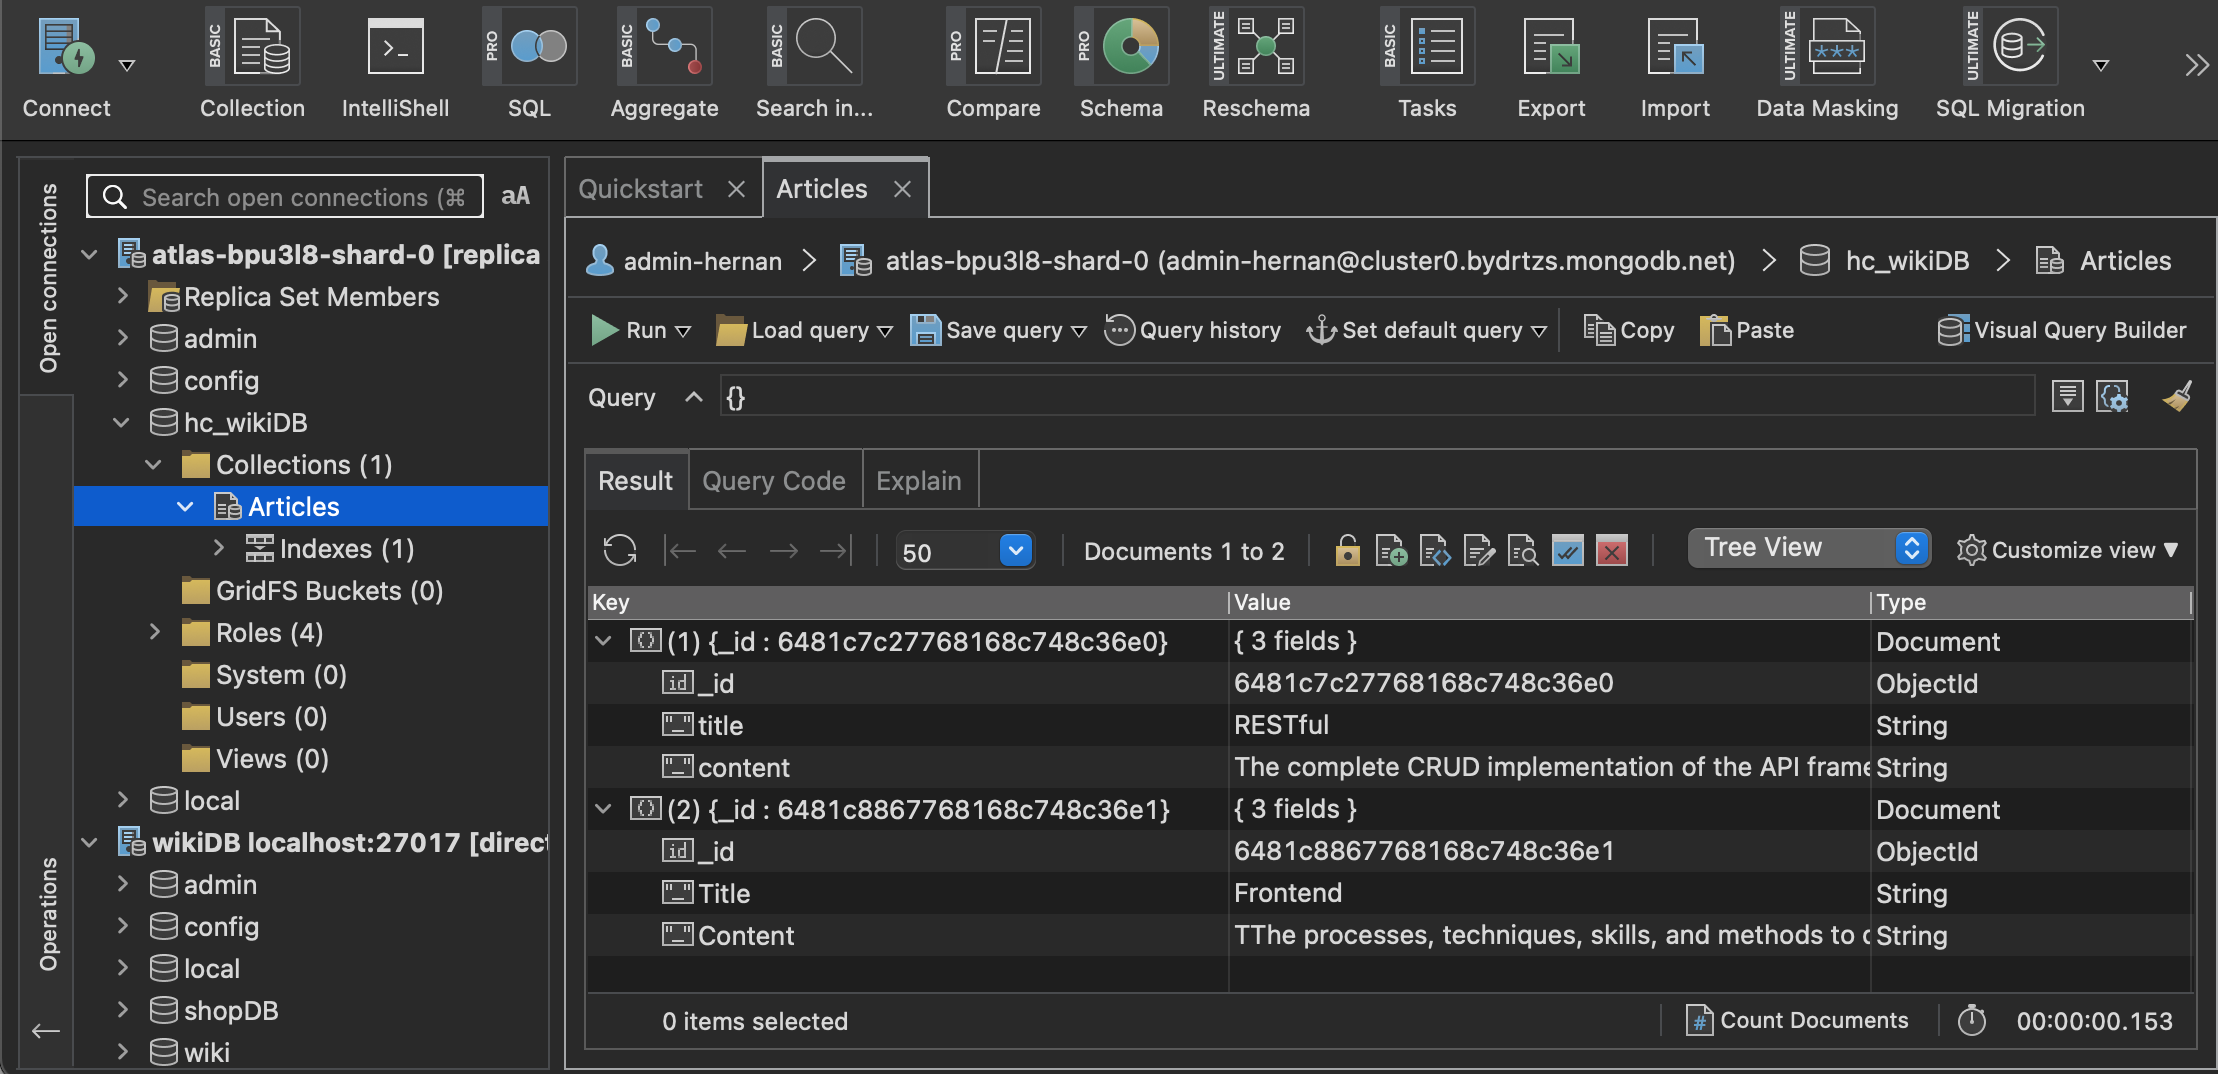 BASIC PRO BASIC BASIC PRO PRO ULTIMATE BASIC ULTIMATE ULTIMATE
Connect Collection IntelliShell SQL Aggregate Search in... Compare Schema Reschema Tasks Export Import Data Masking SQL Migration
Open connections
Operations
Search open connections (⌘
aA
atlas-bpu3l8-shard-0 [replica
Replica Set Members
admin
config
hc_wikiDB
Collections (1)
Articles
Indexes (1)
GridFS Buckets (0)
Roles (4)
System (0)
Users (0)
Views (0)
local
wikiDB localhost:27017 [direct
admin
config
local
shopDB
wiki
Quickstart Articles
admin-hernan atlas-bpu3l8-shard-0 (admin-hernan@cluster0.bydrtzs.mongodb.net) hc_wikiDB Articles
Run Load query Save query Query history Set default query Copy Paste Visual Query Builder
Query {}
Result Query Code Explain
50 Documents 1 to 2 Tree View Customize view
Key Value Type
(1) {_id : 6481c7c27768168c748c36e0} { 3 fields } Document
_id 6481c7c27768168c748c36e0 ObjectId
title RESTful String
content The complete CRUD implementation of the API frame String
(2) {_id : 6481c8867768168c748c36e1} { 3 fields } Document
_id 6481c8867768168c748c36e1 ObjectId
Title Frontend String
Content TThe processes, techniques, skills, and methods to String
0 items selected Count Documents 00:00:00.153